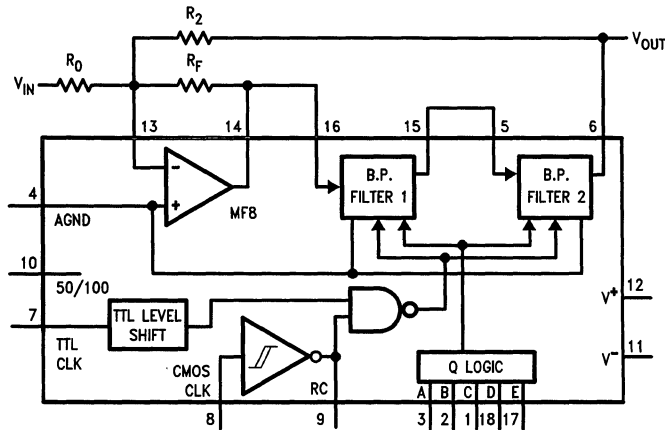 R2
VOUT
R0
RF
VIN
13
14
16
15
5
6
-
+
B.P.
FILTER 1
B.P.
FILTER 2
4
AGND
MF8
10
50/100
7
TTL
CLK
TTL LEVEL
SHIFT
12
V+
V-
11
CMOS
CLK
RC
Q LOGIC
A B C D E
8
9
3 2 1 18 17